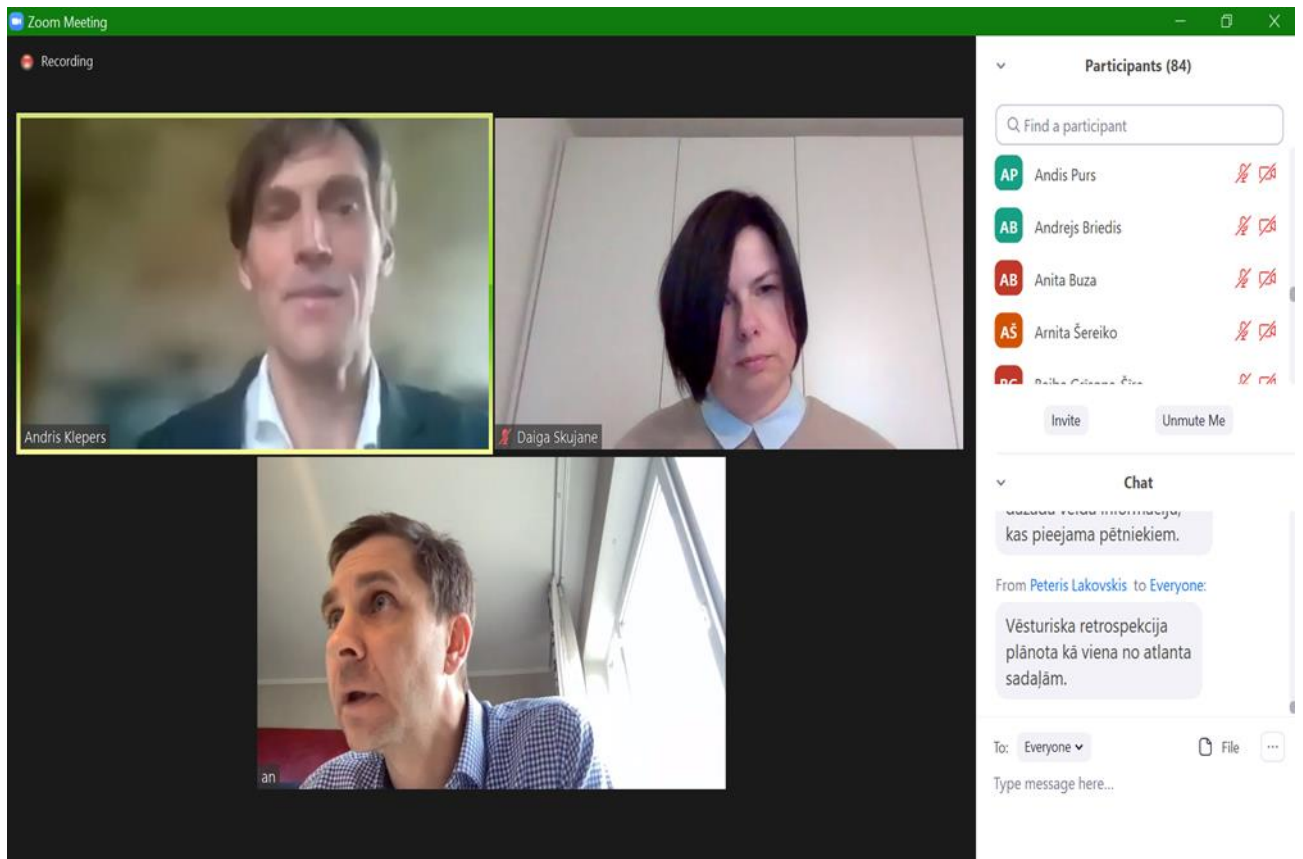 Zoom Meeting
Recording
Andris Klepers
Daiga Skujane
an
Participants (84)
Find a participant
AP Andis Purs
AB Andrejs Briedis
AB Anita Buza
AŠ Arnita Šereiko
Invite Unmute Me
Chat
kas pieejama pētniekiem.
From Peteris Lakovskis to Everyone:
Vēsturiska retrospekcija
plānota kā viena no atlanta
sadaļām.
To: Everyone File ...
Type message here...